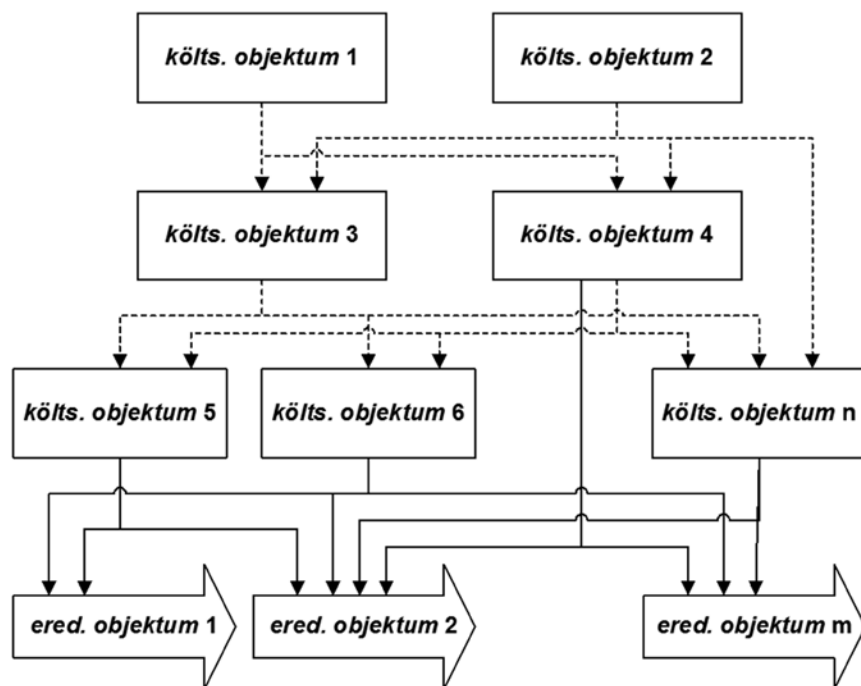 költs. objektum 1
költs. objektum 2
költs. objektum 3
költs. objektum 4
költs. objektum 5
költs. objektum 6
költs. objektum n
ered. objektum 1
ered. objektum 2
ered. objektum m